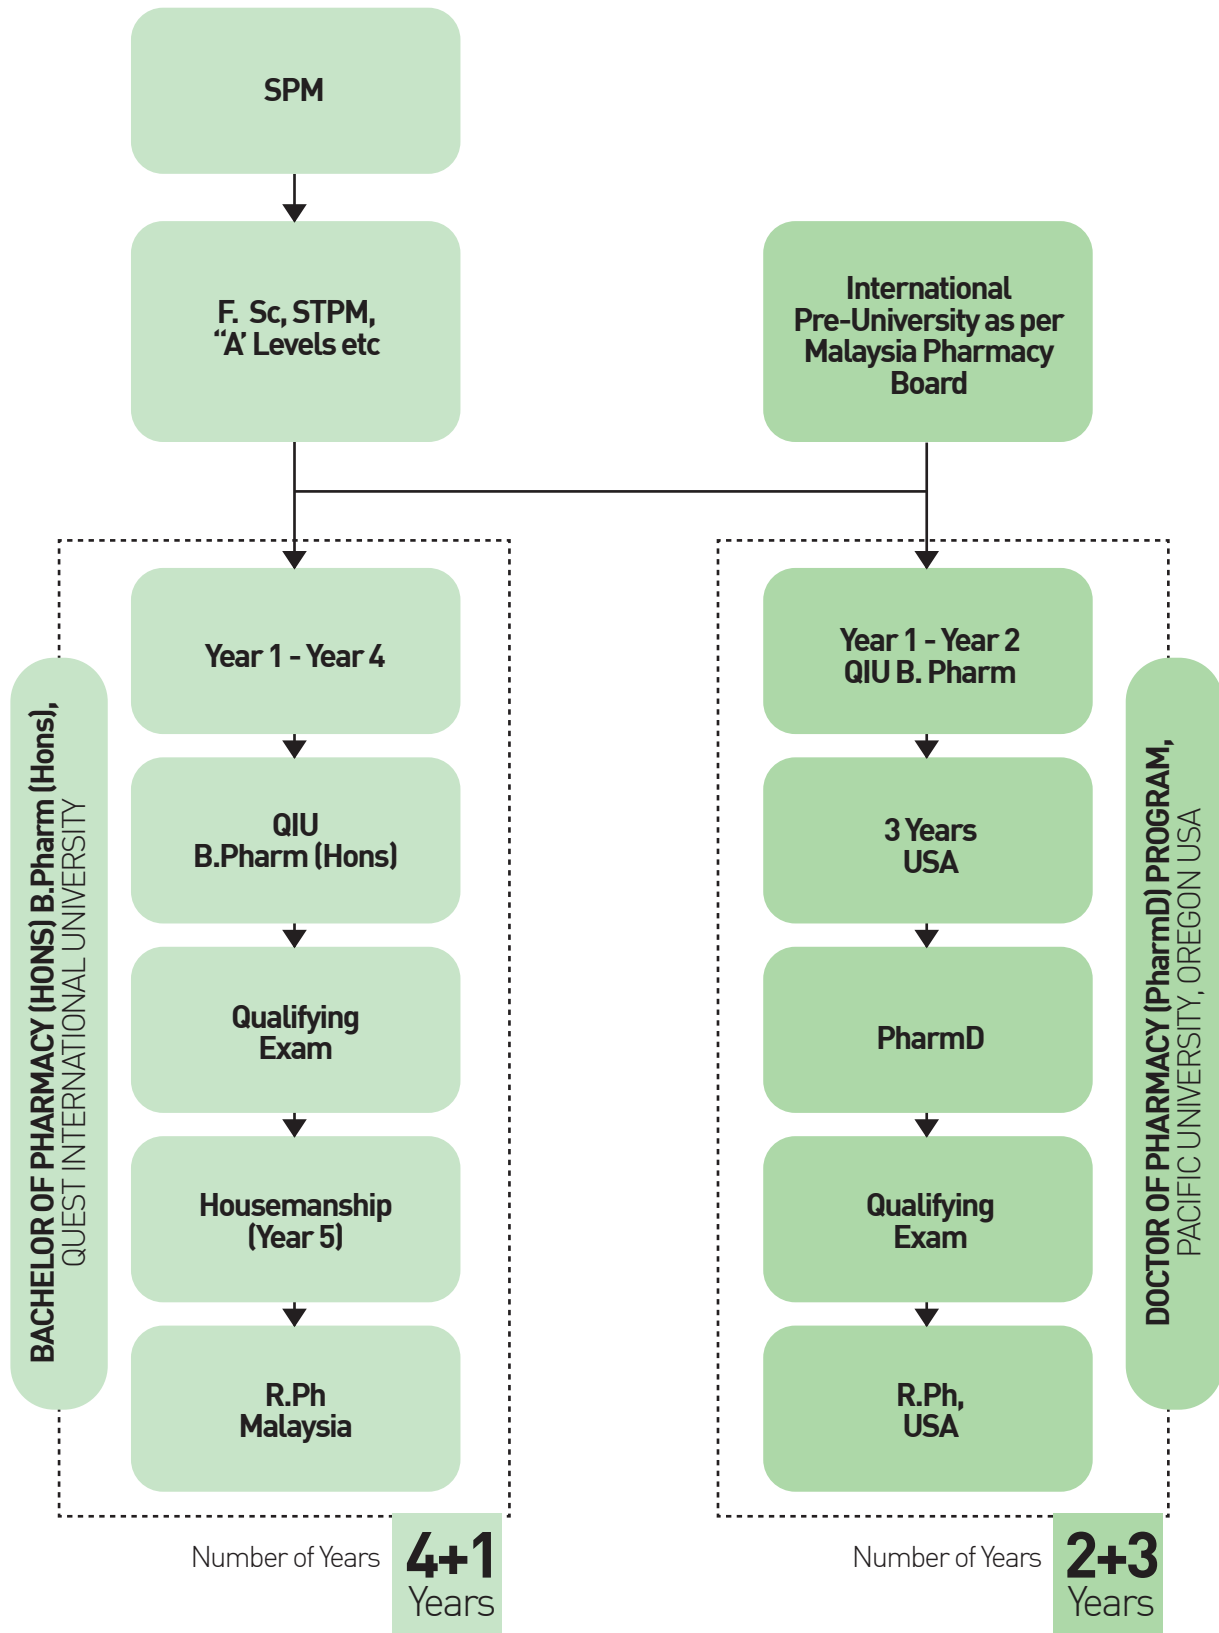 SPM
F. Sc, STPM,
“A’ Levels etc
International
Pre-University as per
Malaysia Pharmacy
Board
BACHELOR OF PHARMACY (HONS) B.Pharm (Hons),
QUEST INTERNATIONAL UNIVERSITY
Year 1 - Year 4
QIU
B.Pharm (Hons)
Qualifying
Exam
Housemanship
(Year 5)
R.Ph
Malaysia
Number of Years
4+1
Years
Year 1 - Year 2
QIU B. Pharm
3 Years
USA
PharmD
Qualifying
Exam
R.Ph,
USA
DOCTOR OF PHARMACY (PharmD) PROGRAM,
PACIFIC UNIVERSITY, OREGON USA
Number of Years
2+3
Years